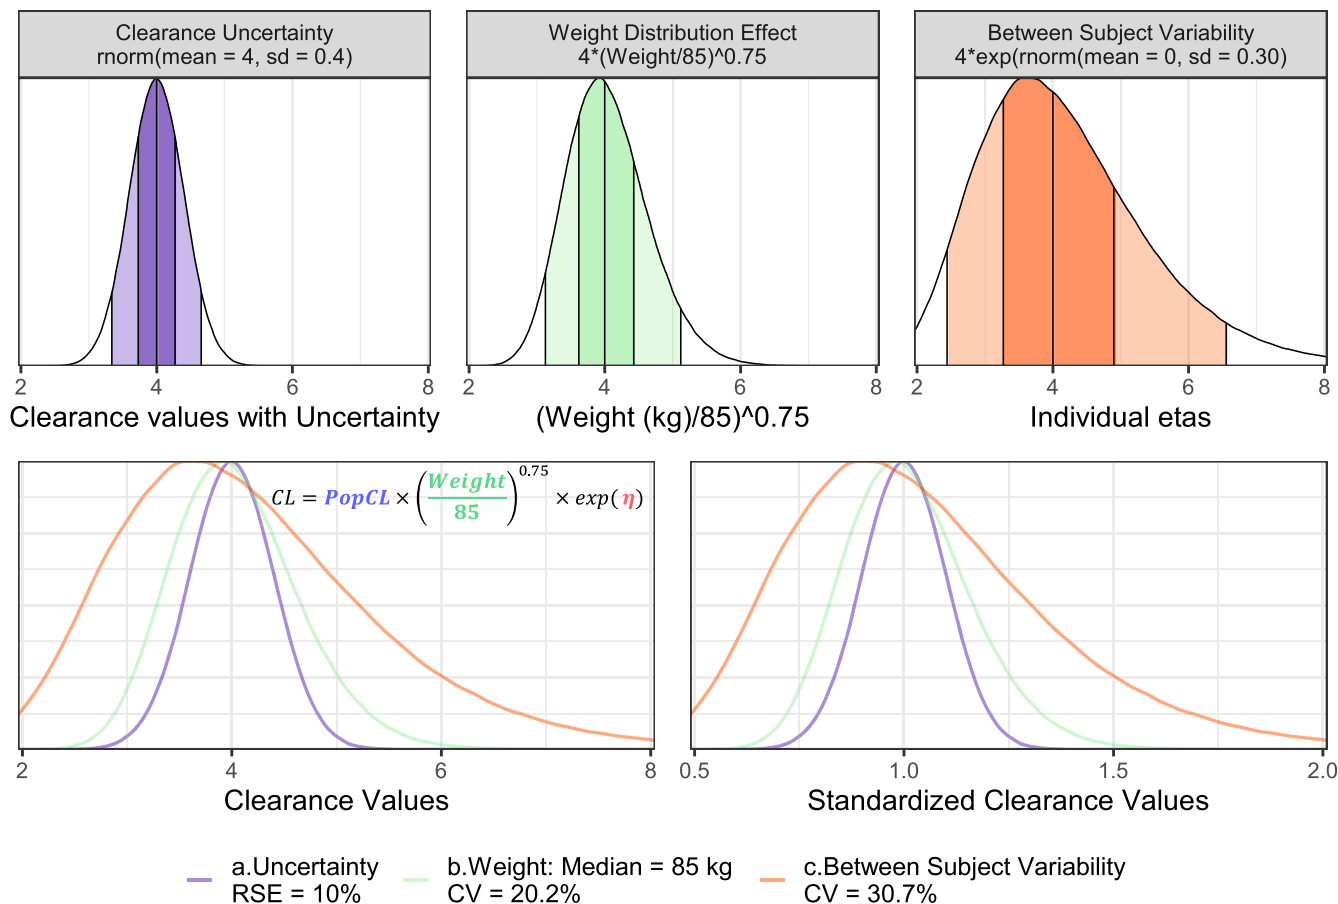 Clearance Uncertainty
rnorm(mean = 4, sd = 0.4)
Weight Distribution Effect
4*(Weight/85)^0.75
Between Subject Variability
4*exp(rnorm(mean = 0, sd = 0.30)
2 4 6 8
Clearance values with Uncertainty
2 4 6 8
(Weight (kg)/85)^0.75
2 4 6 8
Individual etas
CL = PopCL × (Weight/85)^0.75 × exp(η)
2 4 6 8
Clearance Values
0.5 1.0 1.5 2.0
Standardized Clearance Values
a.Uncertainty
RSE = 10%
b.Weight: Median = 85 kg
CV = 20.2%
c.Between Subject Variability
CV = 30.7%